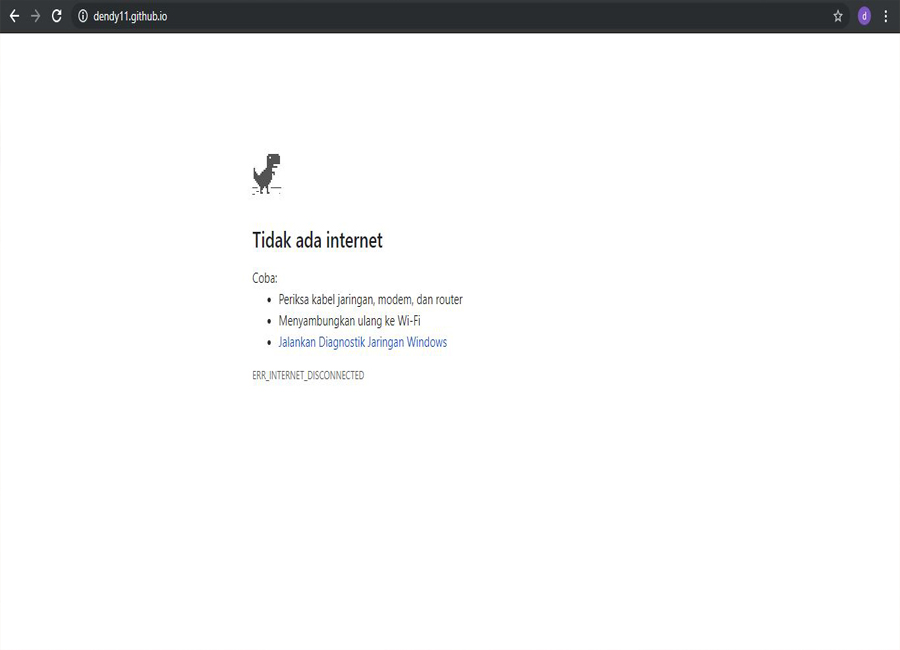 dendy11.github.io
d
Tidak ada internet
Coba:
Periksa kabel jaringan, modem, dan router
Menyambungkan ulang ke Wi-Fi
Jalankan Diagnostik Jaringan Windows
ERR_INTERNET_DISCONNECTED